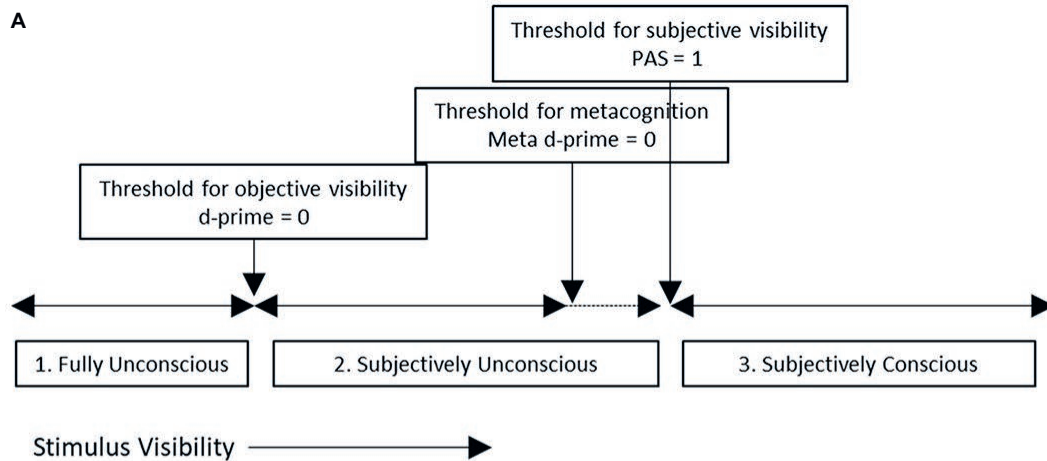 A
Threshold for subjective visibility
PAS = 1
Threshold for metacognition
Meta d-prime = 0
Threshold for objective visibility
d-prime = 0
1. Fully Unconscious
2. Subjectively Unconscious
3. Subjectively Conscious
Stimulus Visibility